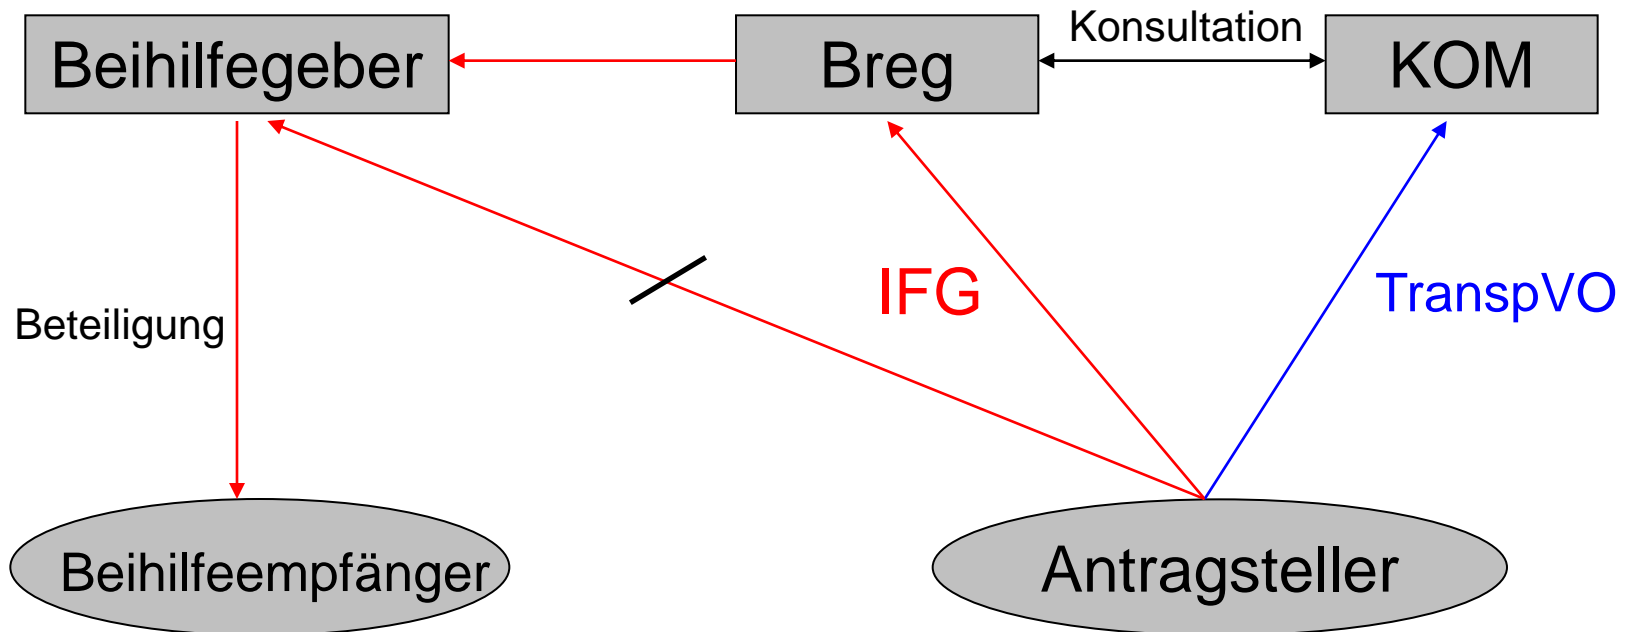 Beihilfegeber
Breg
Konsultation
KOM
Beteiligung
IFG
TranspVO
Beihilfeempfänger
Antragsteller